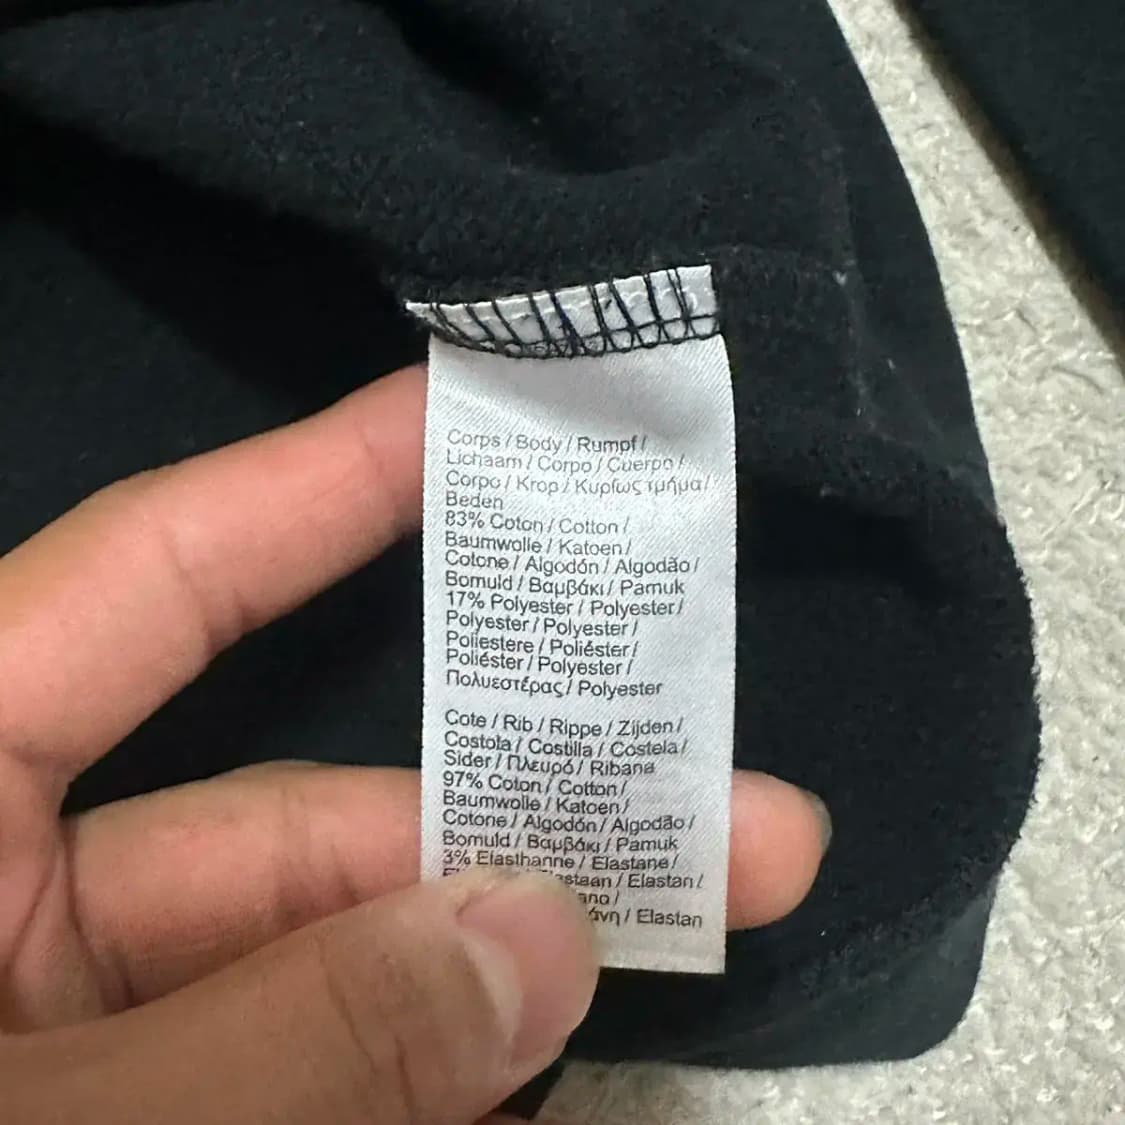 Corps / Body / Rumpf /
Lichaam / Corpo / Cuerpo /
Corpo / Krop / Κυρίως τμήμα /
Beden
83% Coton / Cotton /
Baumwolle / Katoen /
Cotone / Algodón / Algodão /
Bomuld / Βαμβάκι / Pamuk
17% Polyester / Polyester /
Polyester / Polyester /
Poliestere / Poliéster /
Poliéster / Polyester /
Πολυεστέρας / Polyester
Cote / Rib / Rippe / Zijden /
Costola / Costilla / Costela /
Sider / Πλευρό / Ribana
97% Coton / Cotton /
Baumwolle / Katoen /
Cotone / Algodón / Algodão /
Bomuld / Βαμβάκι / Pamuk
3% Elasthanne / Elastane /
/ Elastan /
/ Elastan